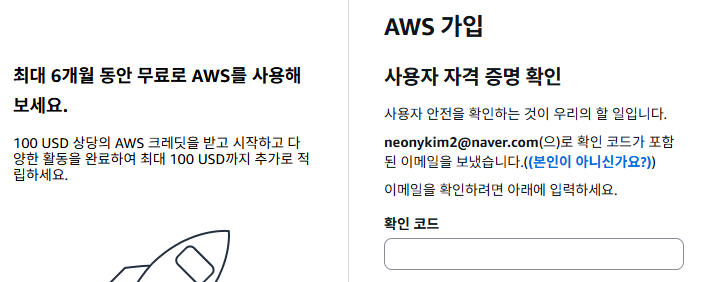 최대 6개월 동안 무료로 AWS를 사용해
보세요.
100 USD 상당의 AWS 크레딧을 받고 시작하고 다
양한 활동을 완료하여 최대 100 USD까지 추가로 적
립하세요.
AWS 가입
사용자 자격 증명 확인
사용자 안전을 확인하는 것이 우리의 할 일입니다.
neonykim2@naver.com(으)로 확인 코드가 포함
된 이메일을 보냈습니다.((본인이 아니신가요?))
이메일을 확인하려면 아래에 입력하세요.
확인 코드